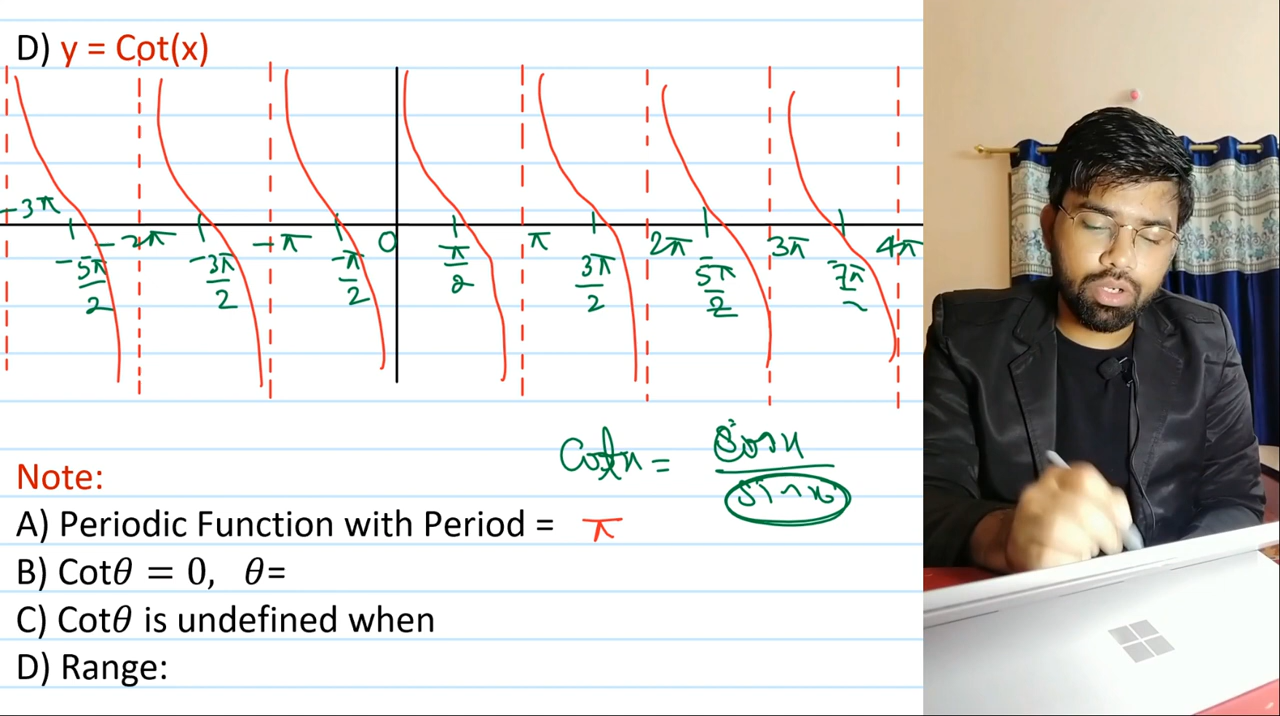 D) y = Cot(x)
-3π
-2π
-π
0
π
2π
3π
4π
-5π/2
-3π/2
-π/2
π/2
3π/2
5π/2
7π/2
Cotx = Cosx / sinx
Note:
A) Periodic Function with Period = π
B) Cotθ = 0, θ=
C) Cotθ is undefined when
D) Range: